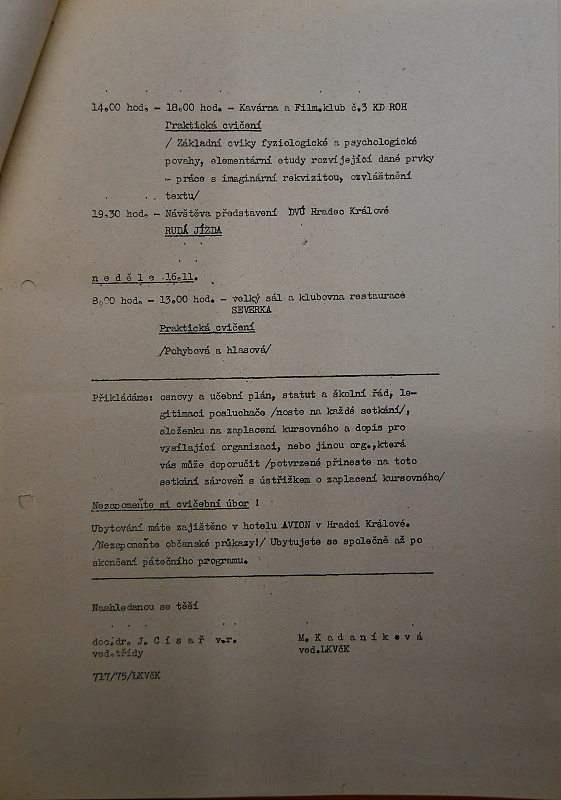 14.00 hod. - 18.00 hod. - Kavárna a Film.klub č.3 KD ROH
Praktická cvičení
/ Základní cviky fyziologické a psychologické
povahy, elementární etudy rozvíjející dané prvky
- práce s imaginární rekvizitou, ozvláštnění
textu/
19.30 hod. - Návštěva představení DVÚ Hradec Králové
RUDÁ JÍZDA
n e d ě l e 16.11.
8.00 hod. - 13.00 hod. - velký sál a klubovna restaurace
SEVERKA
Praktická cvičení
/Pohybová a hlasová/
Přikládáme: osnovy a učební plán, statut a školní řád, le-
gitimaci posluchače /noste na každé setkání/,
složenku na zaplacení kursovného a dopis pro
vysílající organizaci, nebo jinou org.,která
vás může doporučit /potvrzené přineste na toto
setkání zároveň s ústřižkem o zaplacení kursovného/
Nezapomeňte si cvičební úbor !
Ubytování máte zajištěno v hotelu AVION v Hradci Králové.
/Nezapomeňte občanské průkazy!/ Ubytujete se společně až po
skončení pátečního programu.
Nashledanou se těší
doc.dr. J. C í s a ř v.r.
ved.třídy
M. K a d a n í k o v á
ved.LKVčK
717/75/LKVčK